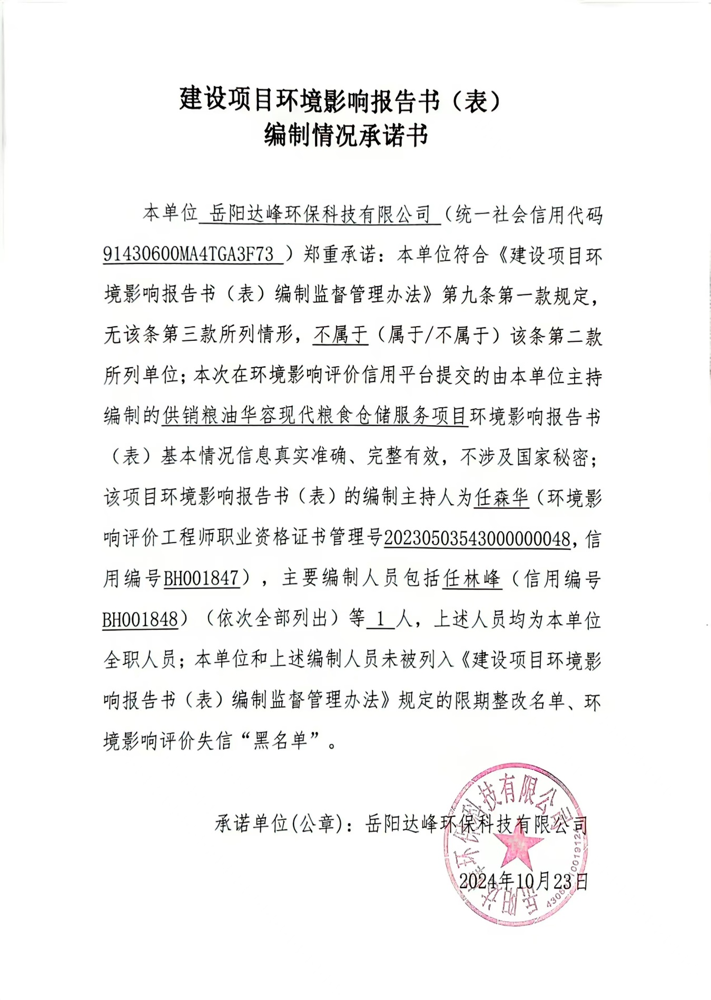 建设项目环境影响报告书（表）
编制情况承诺书
本单位 岳阳达峰环保科技有限公司（统一社会信用代码
91430600MA4TGA3F73 ）郑重承诺：本单位符合《建设项目环
境影响报告书（表）编制监督管理办法》第九条第一款规定，
无该条第三款所列情形，不属于（属于/不属于）该条第二款
所列单位；本次在环境影响评价信用平台提交的由本单位主持
编制的供销粮油华容现代粮食仓储服务项目环境影响报告书
（表）基本情况信息真实准确、完整有效，不涉及国家秘密；
该项目环境影响报告书（表）的编制主持人为任森华（环境影
响评价工程师职业资格证书管理号20230503543000000048，信
用编号BH001847），主要编制人员包括任林峰（信用编号
BH001848）（依次全部列出）等 1 人，上述人员均为本单位
全职人员；本单位和上述编制人员未被列入《建设项目环境影
响报告书（表）编制监督管理办法》规定的限期整改名单、环
境影响评价失信“黑名单”。
承诺单位(公章)：岳阳达峰环保科技有限公司
2024年10月23日
岳阳达峰环保科技有限公司